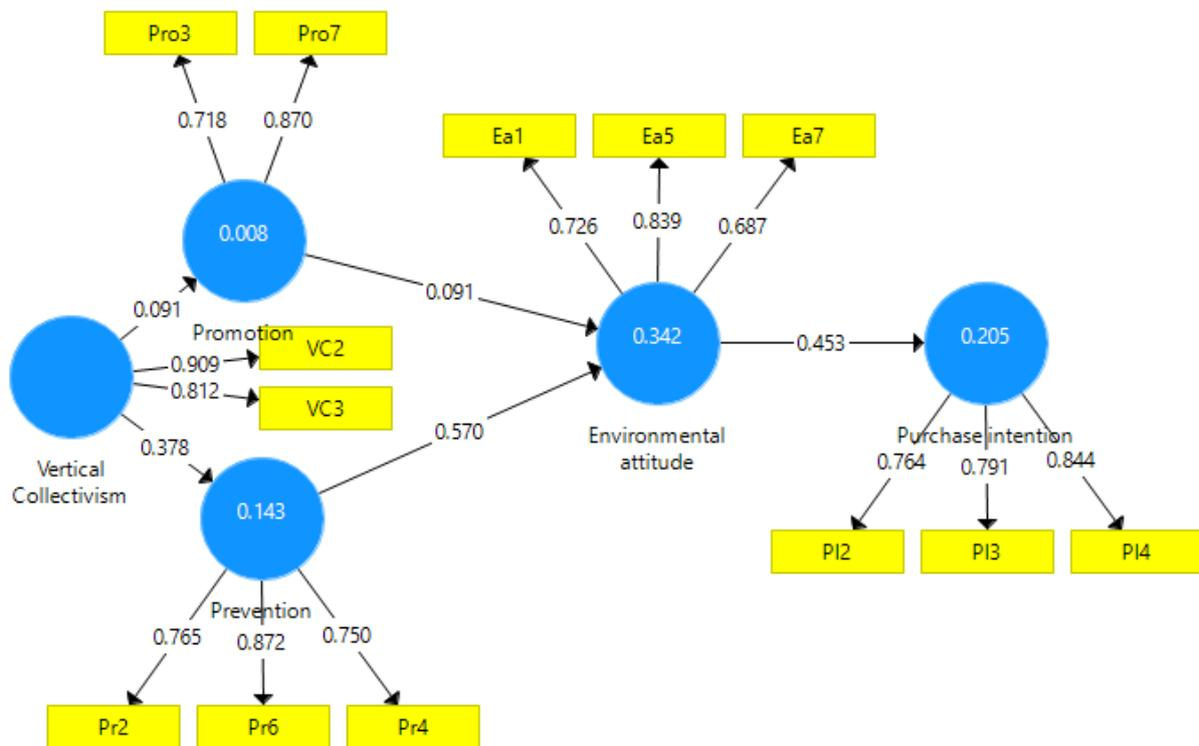 Pro3
Pro7
0.718
0.870
Ea1
Ea5
Ea7
0.726
0.839
0.687
0.008
0.091
0.091
Promotion
0.909
VC2
0.812
VC3
0.378
Vertical
Collectivism
0.342
0.453
0.205
0.570
Environmental
attitude
Purchase intention
0.764
0.791
0.844
PI2
PI3
PI4
0.143
Prevention
0.765
0.872
0.750
Pr2
Pr6
Pr4